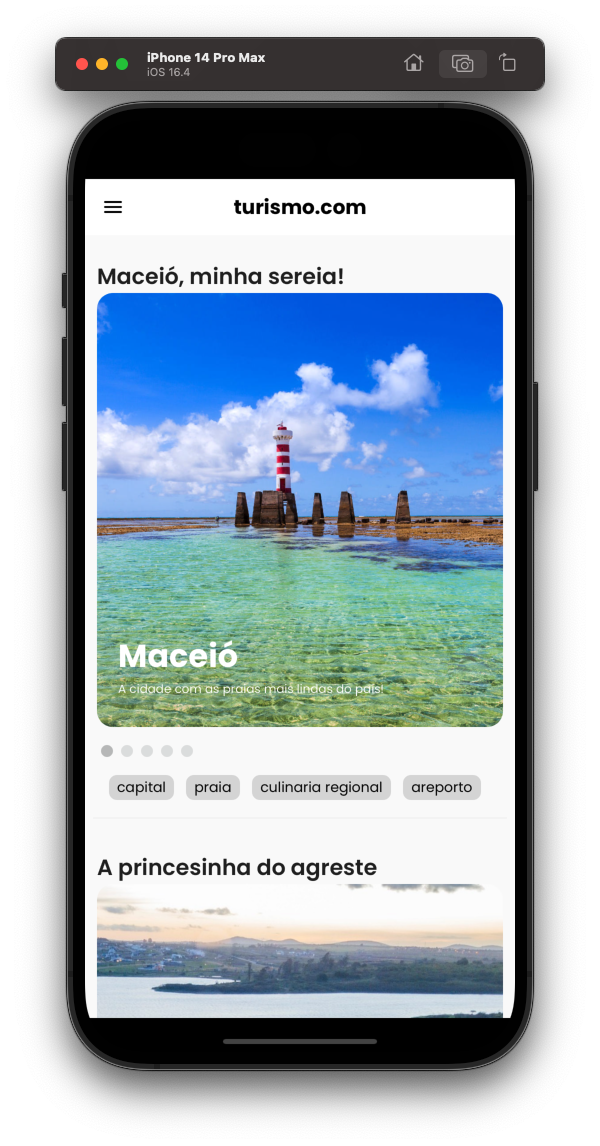 iPhone 14 Pro Max
iOS 16.4
turismo.com
Maceió, minha sereia!
Maceió
A cidade com as praias mais lindas do país!
capital praia culinaria regional areporto
A princesinha do agreste